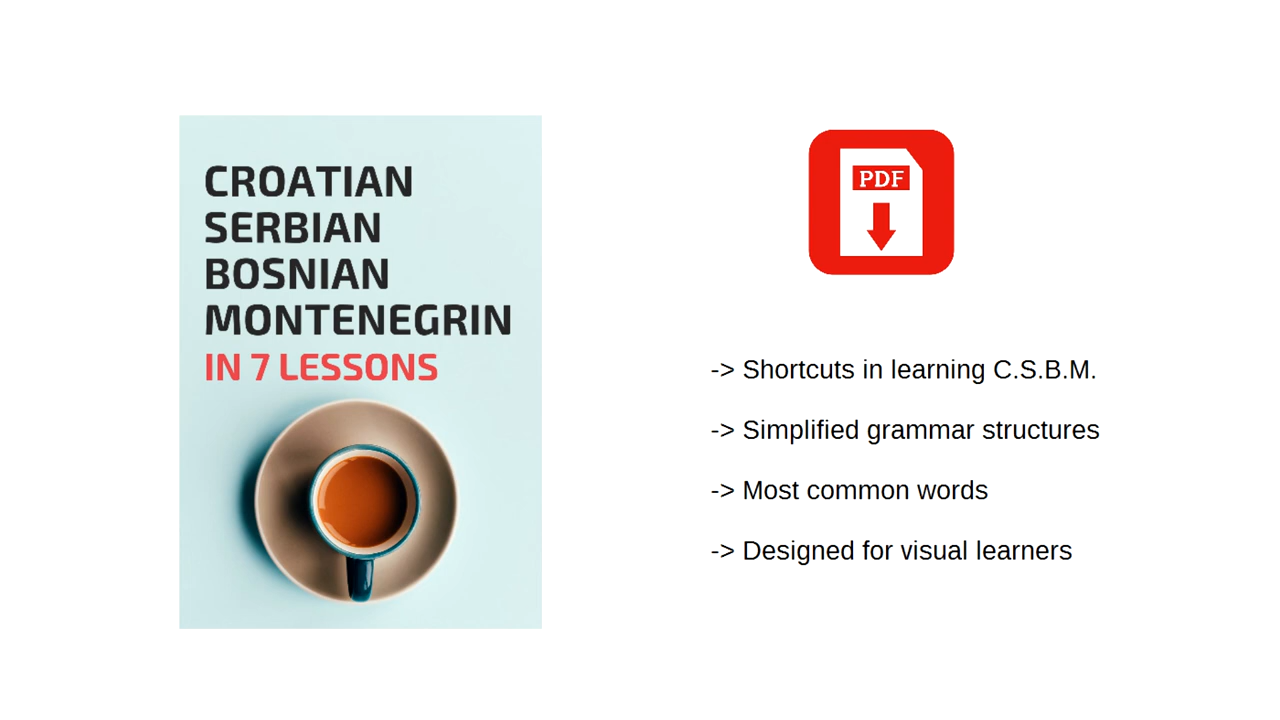 CROATIAN
SERBIAN
BOSNIAN
MONTENEGRIN
IN 7 LESSONS
PDF
-> Shortcuts in learning C.S.B.M.
-> Simplified grammar structures
-> Most common words
-> Designed for visual learners